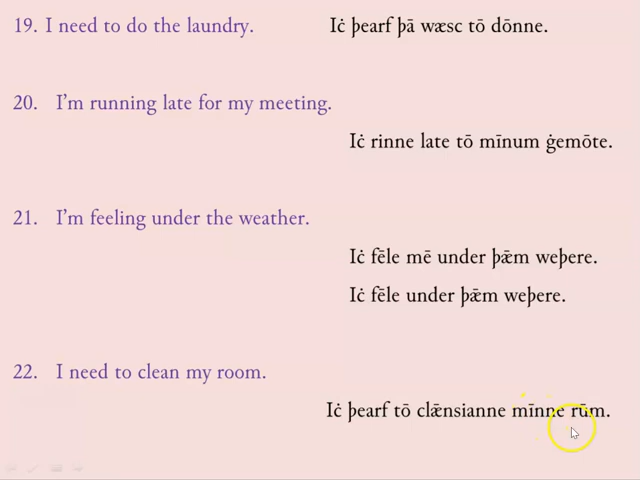 19. I need to do the laundry. Iċ þearf þā wæsc tō dōnne.
20. I'm running late for my meeting.
Iċ rinne late tō mīnum ġemōte.
21. I'm feeling under the weather.
Iċ fēle mē under þǣm weþere.
Iċ fēle under þǣm weþere.
22. I need to clean my room.
Iċ þearf tō clǣnsianne mīnne rūm.